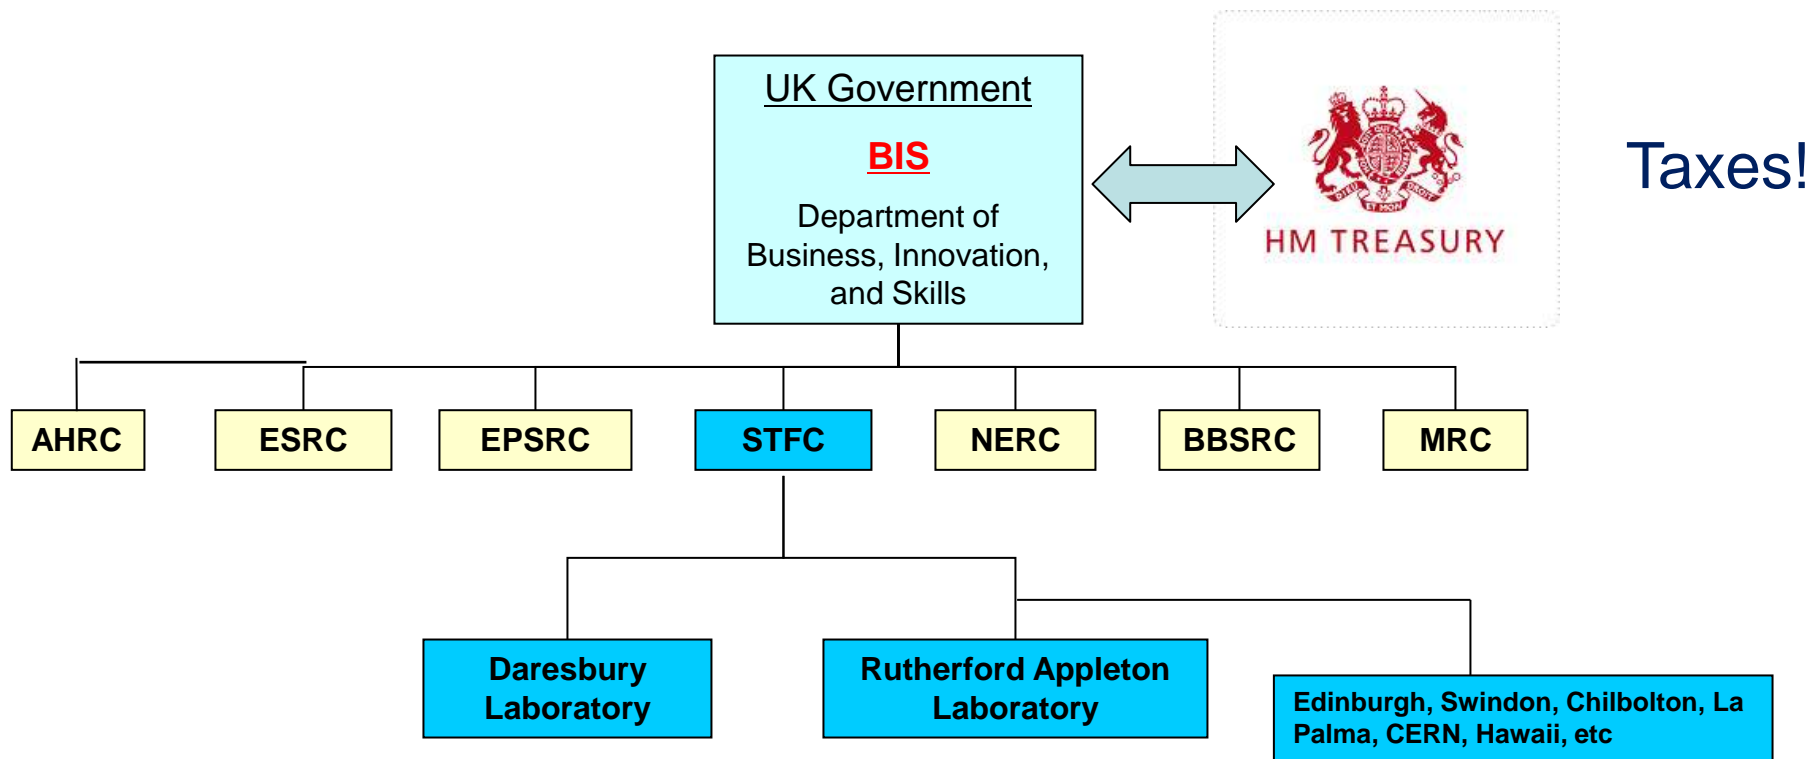 UK Government
BIS
Department of
Business, Innovation,
and Skills
HM TREASURY
Taxes!
AHRC
ESRC
EPSRC
STFC
NERC
BBSRC
MRC
Daresbury
Laboratory
Rutherford Appleton
Laboratory
Edinburgh, Swindon, Chilbolton, La
Palma, CERN, Hawaii, etc